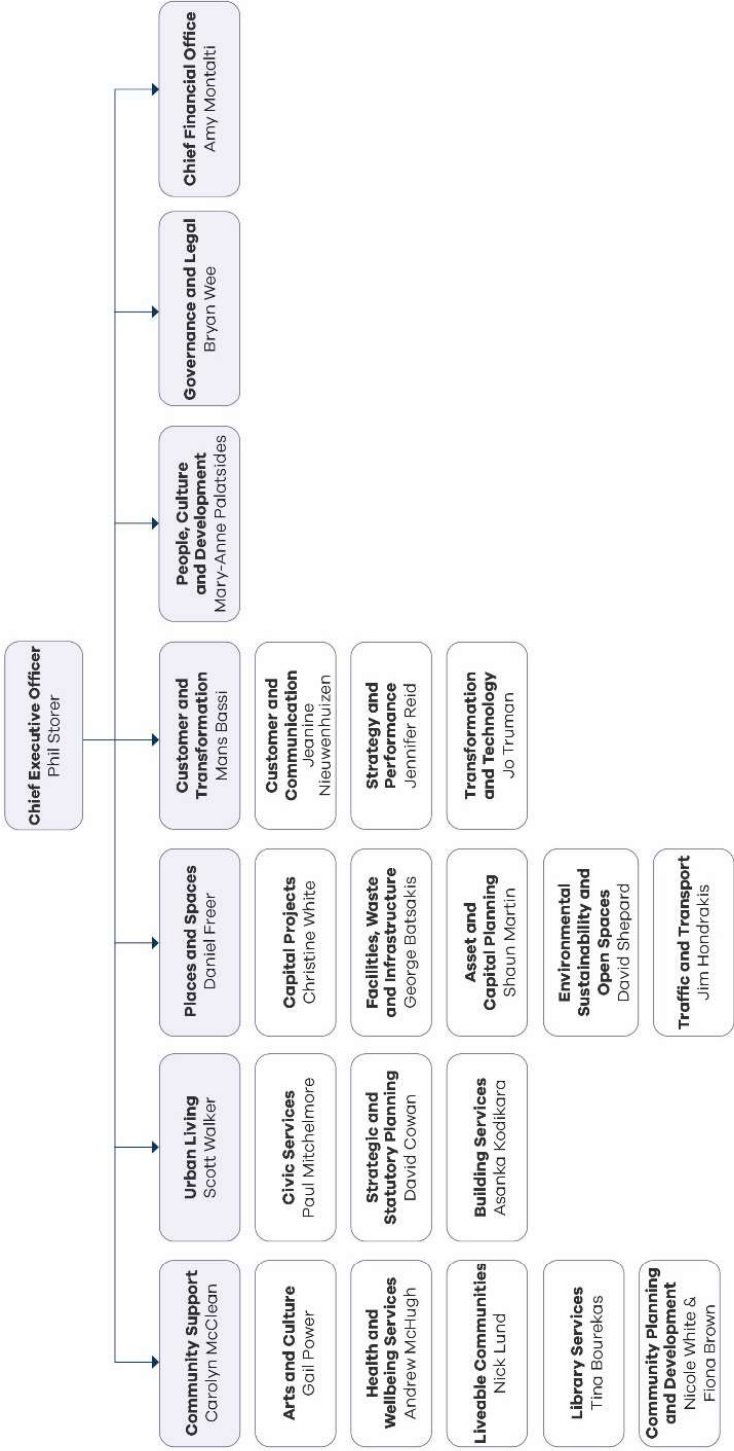 Chief Executive Officer
Phil Storer
Community Support
Carolyn McClean
Arts and Culture
Gail Power
Health and
Wellbeing Services
Andrew McHugh
Liveable Communities
Nick Lund
Library Services
Tina Bourekas
Community Planning
and Development
Nicole White &
Fiona Brown
Urban Living
Scott Walker
Civic Services
Paul Mitchelmore
Strategic and
Statutory Planning
David Cowan
Building Services
Asanka Kodikara
Places and Spaces
Daniel Freer
Capital Projects
Christine White
Facilities, Waste
and Infrastructure
George Batsakis
Asset and
Capital Planning
Shaun Martin
Environmental
Sustainability and
Open Spaces
David Shepard
Traffic and Transport
Jim Hondrakis
Customer and
Transformation
Mans Bassi
Customer and
Communication
Jeanine
Nieuwenhuizen
Strategy and
Performance
Jennifer Reid
Transformation
and Technology
Jo Truman
People, Culture
and Development
Mary-Anne Palatsides
Governance and Legal
Bryan Wee
Chief Financial Office
Amy Montalti